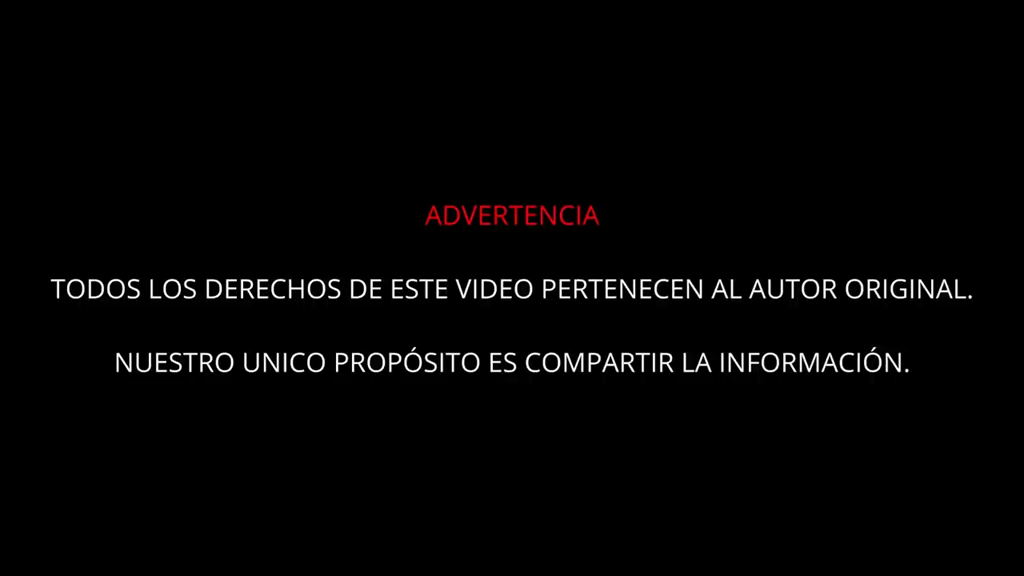 ADVERTENCIA
TODOS LOS DERECHOS DE ESTE VIDEO PERTENECEN AL AUTOR ORIGINAL.
NUESTRO UNICO PROPÓSITO ES COMPARTIR LA INFORMACIÓN.